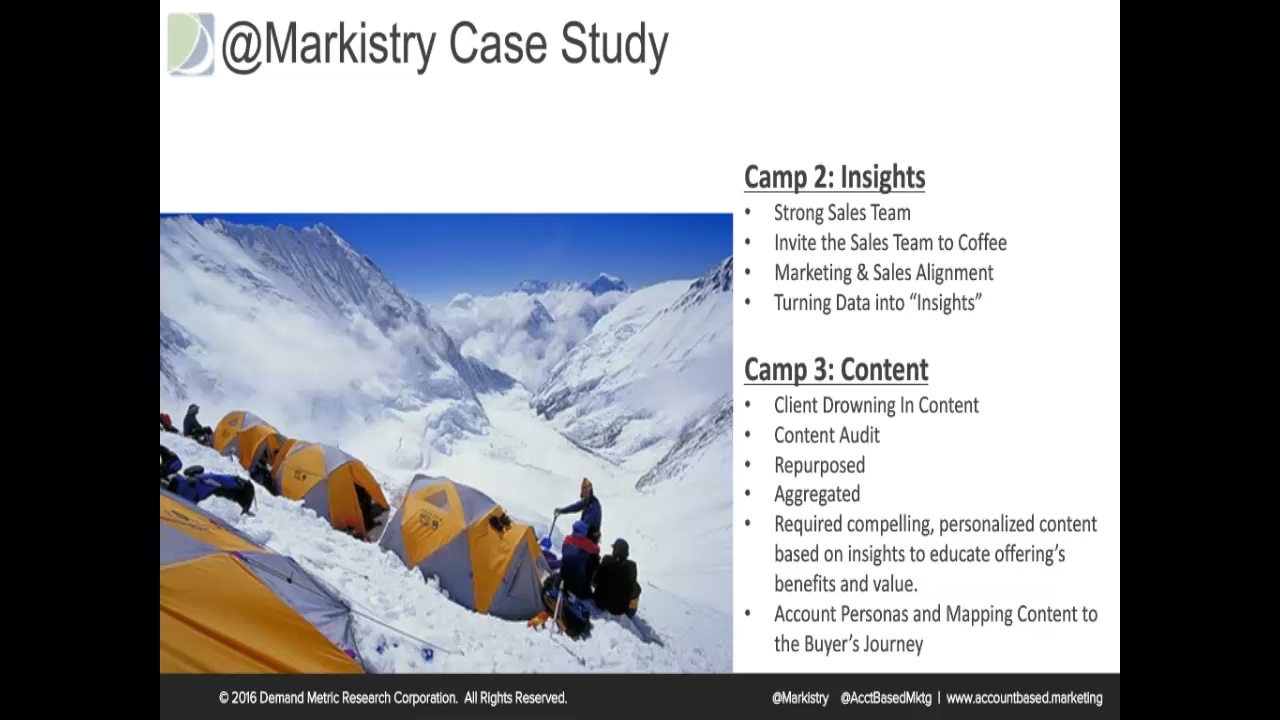 @Markistry Case Study
Camp 2: Insights
• Strong Sales Team
• Invite the Sales Team to Coffee
• Marketing & Sales Alignment
• Turning Data into “Insights”
Camp 3: Content
• Client Drowning In Content
• Content Audit
• Repurposed
• Aggregated
• Required compelling, personalized content
based on insights to educate offering’s
benefits and value.
• Account Personas and Mapping Content to
the Buyer’s Journey
© 2016 Demand Metric Research Corporation. All Rights Reserved.
@Markistry @AcctBasedMktg | www.accountbased.marketing